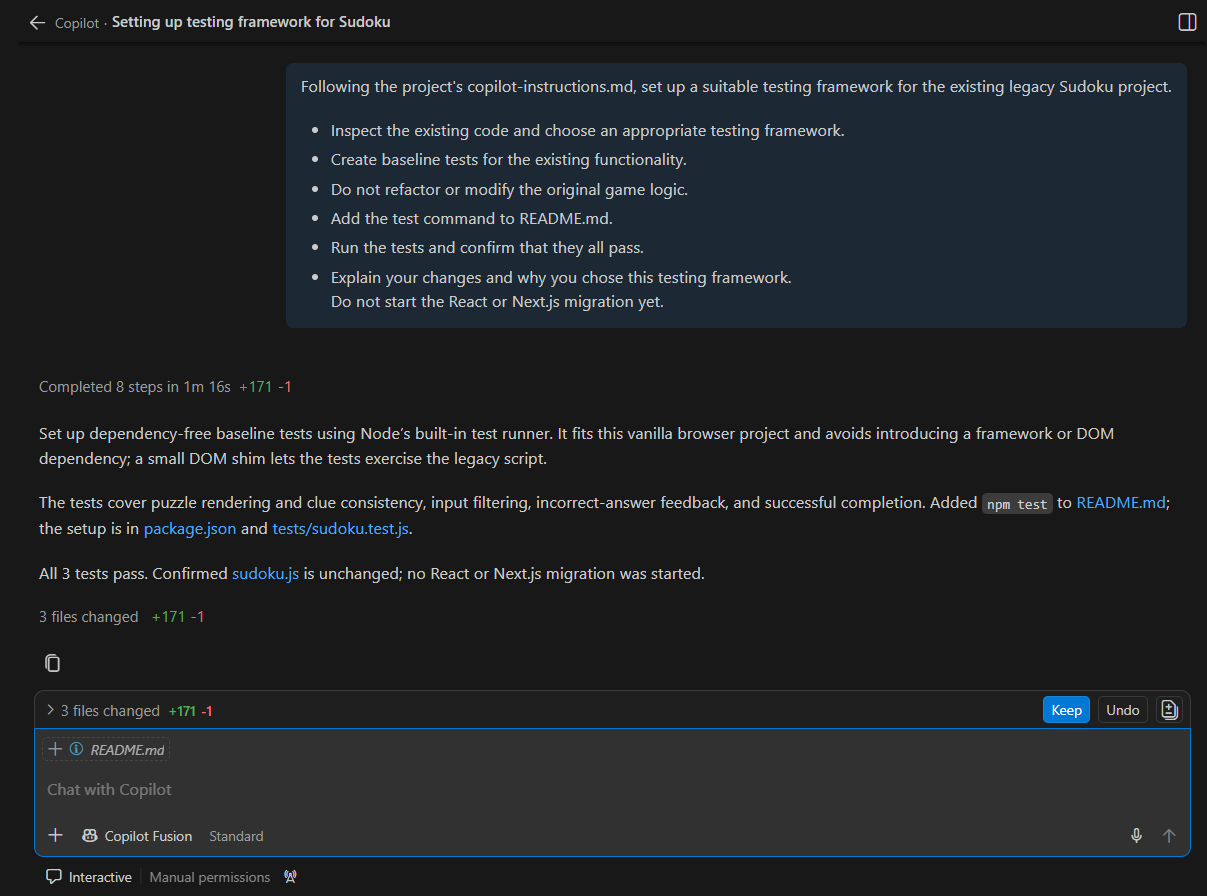 Copilot · Setting up testing framework for Sudoku
Following the project's copilot-instructions.md, set up a suitable testing framework for the existing legacy Sudoku project.
• Inspect the existing code and choose an appropriate testing framework.
• Create baseline tests for the existing functionality.
• Do not refactor or modify the original game logic.
• Add the test command to README.md.
• Run the tests and confirm that they all pass.
• Explain your changes and why you chose this testing framework.
Do not start the React or Next.js migration yet.
Completed 8 steps in 1m 16s +171 -1
Set up dependency-free baseline tests using Node’s built-in test runner. It fits this vanilla browser project and avoids introducing a framework or DOM
dependency; a small DOM shim lets the tests exercise the legacy script.
The tests cover puzzle rendering and clue consistency, input filtering, incorrect-answer feedback, and successful completion. Added npm test to README.md;
the setup is in package.json and tests/sudoku.test.js.
All 3 tests pass. Confirmed sudoku.js is unchanged; no React or Next.js migration was started.
3 files changed +171 -1
3 files changed +171 -1 Keep Undo
README.md
Chat with Copilot
Copilot Fusion Standard
Interactive Manual permissions